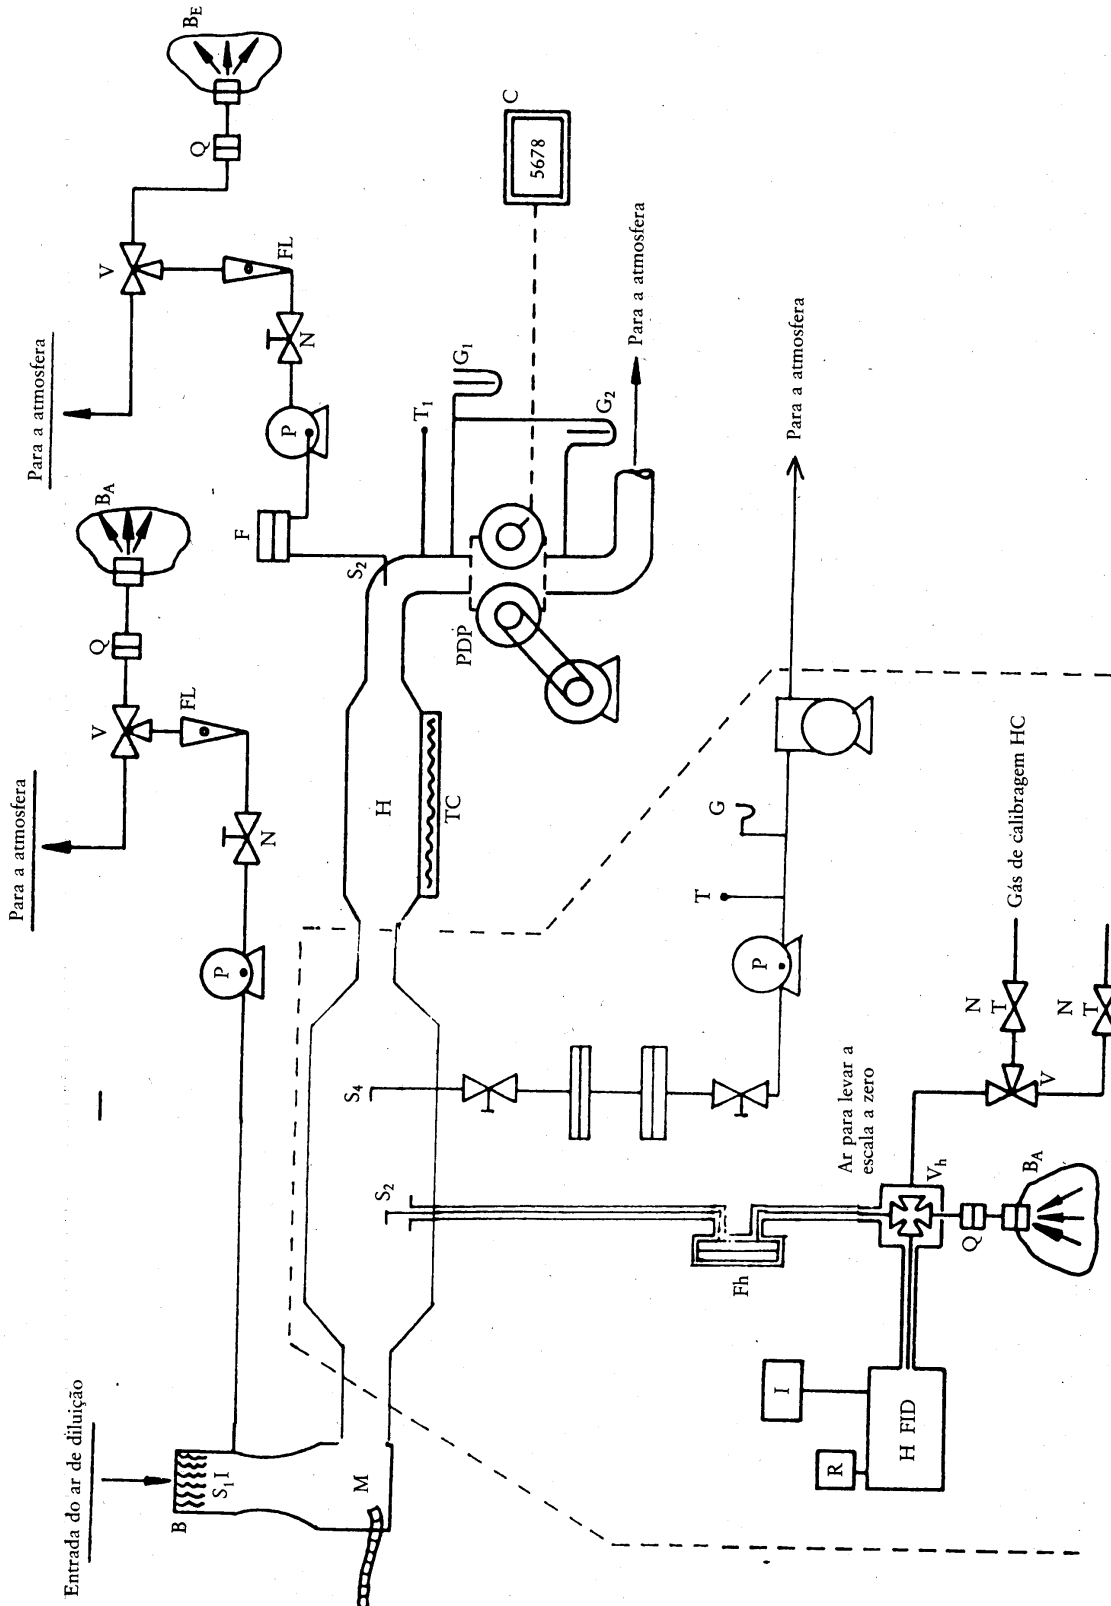 Entrada do ar de diluição
B
S1
I
M
Para a atmosfera
V
FL
N
P
Q
BA
Para a atmosfera
V
FL
N
P
Q
BE
F
S2
T1
G1
G2
H
TC
PDP
C
5678
Para a atmosfera
S4
S2
P
T
G
Para a atmosfera
Fh
Ar para levar a
escala a zero
Vh
Q
BA
H FID
I
R
V
N
T
N
T
Gás de calibragem HC